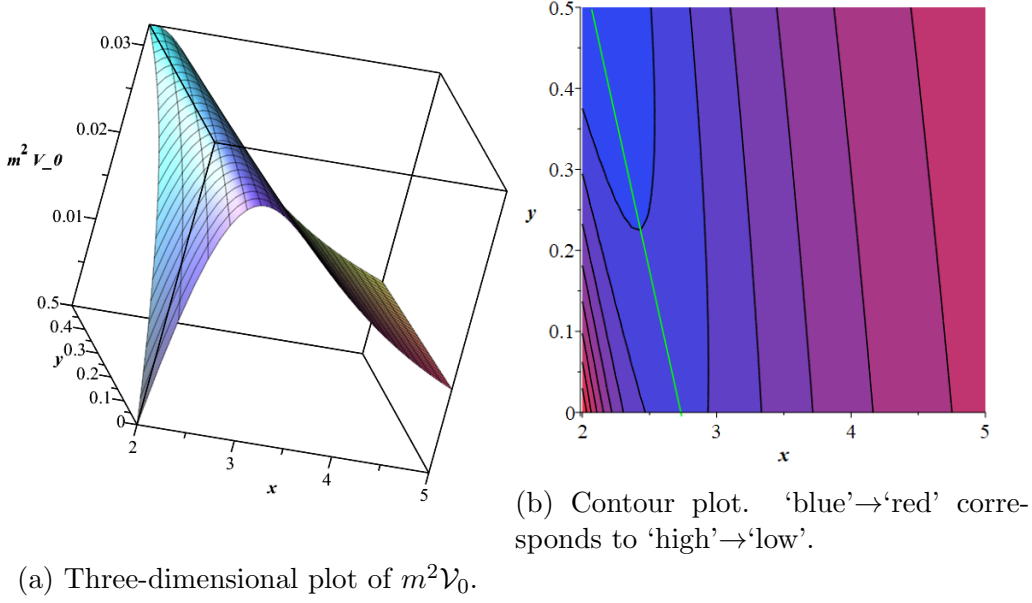 0.03
0.02
m² V_0
0.01
0.5
0.4
y
0.3
0.2
0.1
0
2
3
x
4
5
0.5
0.4
0.3
y
0.2
0.1
0
2
3
4
5
x
(b) Contour plot. ‘blue’→‘red’ corre-
sponds to ‘high’→‘low’.
(a) Three-dimensional plot of m²𝒱₀.